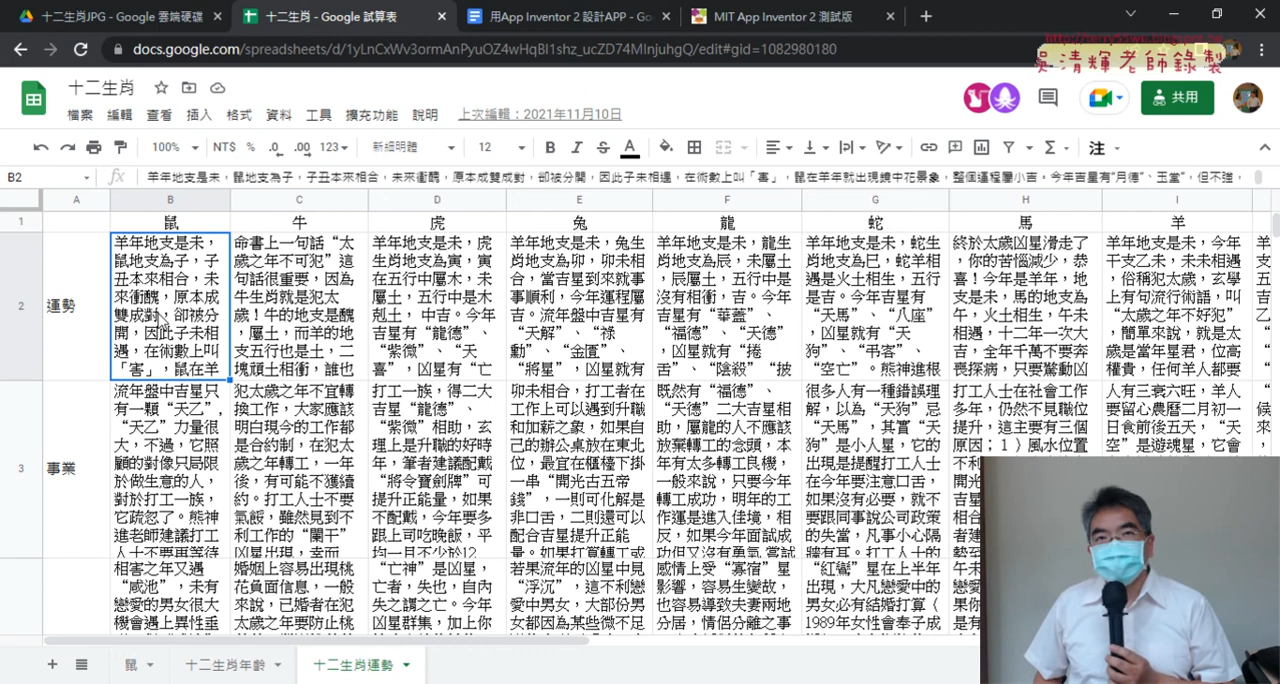 十二生肖JPG - Google 雲端硬碟
十二生肖 - Google 試算表
用App Inventor 2 設計APP - Go
MIT App Inventor 2 測試版
docs.google.com/spreadsheets/d/1yLnCxWv3ormAnPyuOZ4wHqBI1shz_ucZD74MInjuhgQ/edit#gid=1082980180
吳清輝老師錄製
十二生肖
檔案 編輯 查看 插入 格式 資料 工具 擴充功能 說明 上次編輯：2021年11月10日
共用
100% NT$ % .0 .00 123 新細明體 12 B I S A 注
B2 fx 羊年地支是未，鼠地支為子，子丑本來相合，未來衝醜，原本成雙成對，卻被分開，因此子未相遇，在術數上叫「害」，鼠在羊年就出現鏡中花景象，整個運程屬小吉。今年吉星有“月德”、玉堂”，但不強，
A B C D E F G H I
1 鼠 牛 虎 兔 龍 蛇 馬 羊
2 運勢
羊年地支是未，
鼠地支為子，子
丑本來相合，未
來衝醜，原本成
雙成對，卻被分
開，因此子未相
遇，在術數上叫
「害」，鼠在羊
命書上一句話“太
歲之年不可犯”這
句話很重要，因為
牛生肖就是犯太
歲！牛的地支是醜
，屬土，而羊的地
支五行也是土，二
塊頑土相衝，誰也
羊年地支是未，虎
生肖地支為寅，寅
在五行中屬木，未
屬土，五行中是木
剋土，中吉。今年
吉星有“龍德”、
“紫微”、“天
喜”，凶星有“亡
羊年地支是未，兔生
肖地支為卯，卯未相
合，當吉星到來就事
事順利，今年運程屬
吉。流年盤中吉星有
“天解”、“祿
勳”、“金匱”、
“將星”，凶星就有
羊年地支是未，龍生
肖地支為辰，未屬土
，辰屬土，五行中是
沒有相衝，吉。今年
吉星有“華蓋”、
“福德”、“天德”
，凶星就有“捲
舌”、“陰殺”“披
羊年地支是未，蛇生
肖地支為巳，蛇羊相
遇是火土相生，五行
是吉。今年吉星有
“天馬”、“八座”
，凶星就有“天
狗”、“弔客”、
“空亡”。熊神進根
終於太歲凶星滑走了
，你的苦惱減少，恭
喜！今年是羊年，地
支是未，馬的地支為
午，火土相生，午未
相遇，十二年一次大
吉，全年千萬不要奔
喪探病，只要驚動凶
羊年地支是未，今年
干支乙未，未未相遇
，俗稱犯太歲，玄學
上有句流行術語，叫
“太歲之年不好犯”
，簡單來說，就是太
歲是當年星君，位高
權貴，任何羊人都要
3 事業
流年盤中吉星只
有一顆“天乙”，
“天乙”力量很
大，不過，它照
顧的對像只局限
於做生意的人，
對於打工一族，
它疏忽了。熊神
進老師建議打工
人士不要再等待
犯太歲之年不宜轉
換工作，大家應該
明白現今的工作都
是合約制，在犯太
歲之年轉工，一年
後，有可能不獲續
約。打工人士不要
氣餒，雖然見到不
利工作的“闌干”
凶星出現，幸而
打工一族，得二大
吉星“龍德”、
“紫微”相助，玄
理上是升職的好時
年，筆者建議配戴
“將令寶劍牌”可
提升正能量，如果
不配戴，今年要多
跟上司吃晚飯，平
均一月不少於12
卯未相合，打工者在
工作上可以遇到升職
和加薪之象，如果自
己的辦公桌放在東北
位，最宜在櫃檯下掛
一串“開光古五帝
錢”，一則可化解是
非口舌，二則還可以
配合吉星提升正能
量。如果打算轉工或
既然有“福德”、
“天德”二大吉星相
助，屬龍的人不應該
放棄轉工的念頭，本
年有太多轉工良機，
一般來說，只要今年
轉工成功，明年的工
作運是進入佳境，相
反，如果今年面試成
功但又沒有勇氣嘗試
很多人有一種錯誤理
解，以為“天狗”忌
“天馬”，其實“天
狗”是小人星，它的
出現是提醒打工人士
在今年要注意口舌，
如果沒有必要，就不
要跟同事說公司政策
的失當，凡事小心隔
牆有耳。打工人士的
打工人士在社會工作
多年，仍然不見職位
提升，這主要有三個
原因；1）風水位置
人有三衰六旺，羊人
要留心農曆二月初一
日食前後五天，“天
空”是遊魂星，它會
相害之年又遇
“咸池”，未有
戀愛的男女很大
機會遇上異性垂
婚姻上容易出現桃
花負面信息，一般
來說，已婚者在犯
太歲之年要防止桃
“亡神”是凶星，
亡者，失也，自內
失之謂之亡。今年
凶星群集，加上你
若果流年的凶星中見
“浮沉”，這不利戀
愛中男女，大部份男
女都因為某些微不足
感情上受“寡宿”星
影響，容易生變故，
也容易導致夫妻兩地
分居，情侶分離之事
“紅鸞”星在上半年
出現，大凡戀愛中的
男女必有結婚打算（
1989年女性會奉子成
鼠 十二生肖年齡 十二生肖運勢